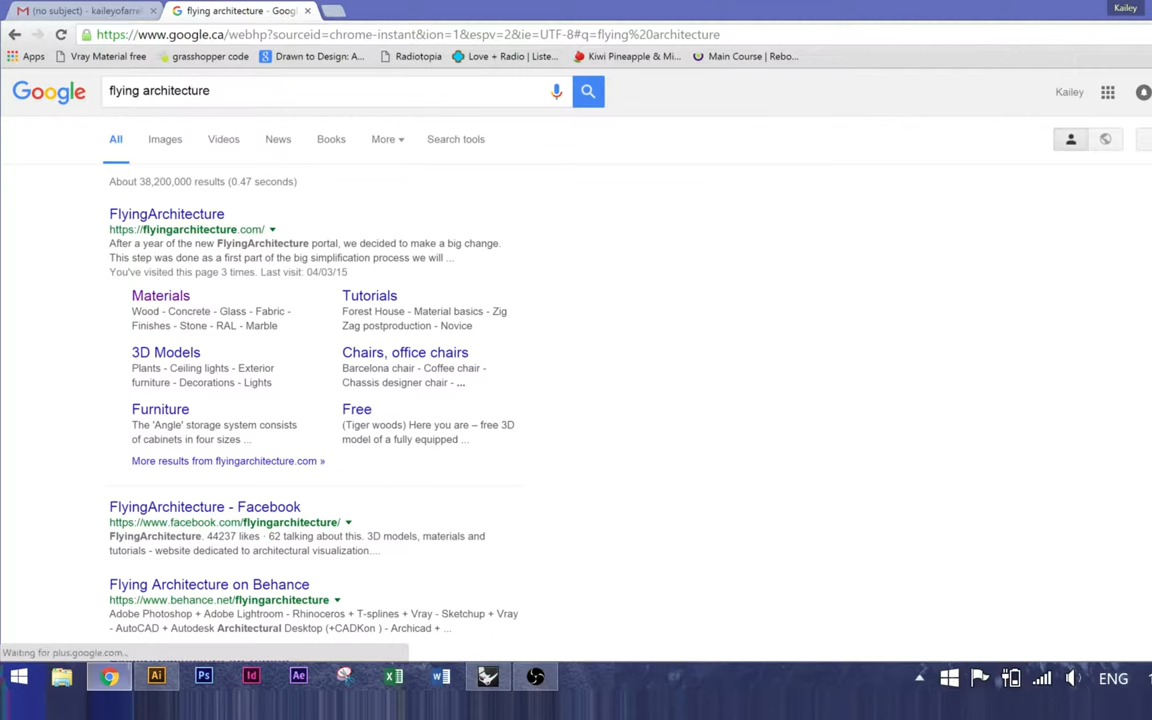 (no subject) - kaileyofarre
flying architecture - Googl
Kailey
https://www.google.ca/webhp?sourceid=chrome-instant&ion=1&espv=2&ie=UTF-8#q=flying%20architecture
Apps Vray Material free grasshopper code Drawn to Design: A... Radiotopia Love + Radio | Liste... Kiwi Pineapple & Mi... Main Course | Rebo...
Google flying architecture Kailey
All Images Videos News Books More Search tools
About 38,200,000 results (0.47 seconds)
FlyingArchitecture
https://flyingarchitecture.com/
After a year of the new FlyingArchitecture portal, we decided to make a big change.
This step was done as a first part of the big simplification process we will ...
You've visited this page 3 times. Last visit: 04/03/15
Materials
Wood - Concrete - Glass - Fabric -
Finishes - Stone - RAL - Marble
Tutorials
Forest House - Material basics - Zig
Zag postproduction - Novice
3D Models
Plants - Ceiling lights - Exterior
furniture - Decorations - Lights
Chairs, office chairs
Barcelona chair - Coffee chair -
Chassis designer chair - ...
Furniture
The 'Angle' storage system consists
of cabinets in four sizes ...
Free
(Tiger woods) Here you are – free 3D
model of a fully equipped ...
More results from flyingarchitecture.com »
FlyingArchitecture - Facebook
https://www.facebook.com/flyingarchitecture/
FlyingArchitecture. 44237 likes · 62 talking about this. 3D models, materials and
tutorials - website dedicated to architectural visualization....
Flying Architecture on Behance
https://www.behance.net/flyingarchitecture
Adobe Photoshop + Adobe Lightroom - Rhinoceros + T-splines + Vray - Sketchup + Vray
- AutoCAD + Autodesk Architectural Desktop (+CADKon ) - Archicad + ...
Waiting for plus.google.com...
Ai Ps Id Ae X W ENG